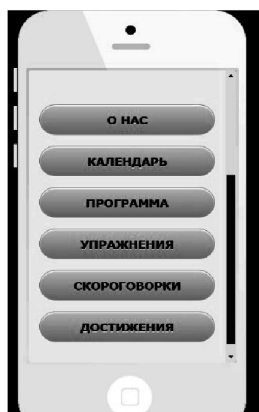 О НАС
КАЛЕНДАРЬ
ПРОГРАММА
УПРАЖНЕНИЯ
СКОРОГОВОРКИ
ДОСТИЖЕНИЯ